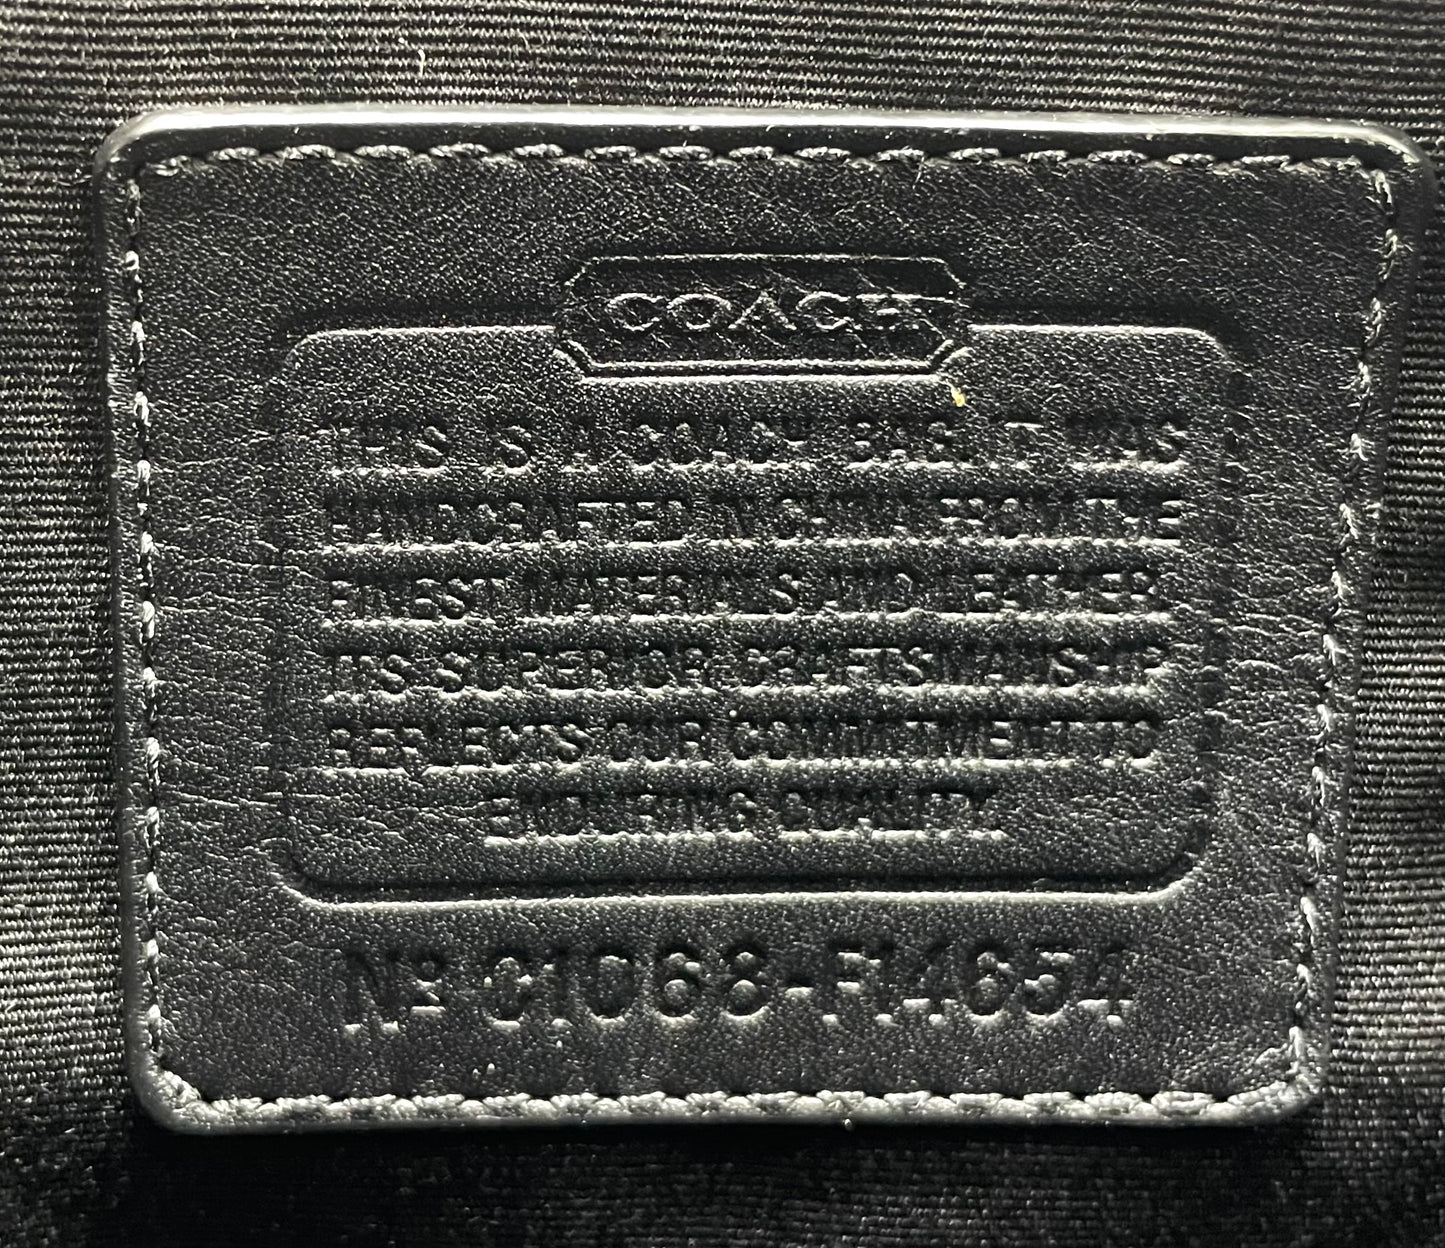 COACH
THIS IS A COACH BAG. IT WAS
HANDCRAFTED IN CHINA FROM THE
FINEST MATERIALS AND LEATHER.
ITS SUPERIOR CRAFTSMANSHIP
REFLECTS OUR COMMITMENT TO
ENDURING QUALITY.
Nº C1068-F14654